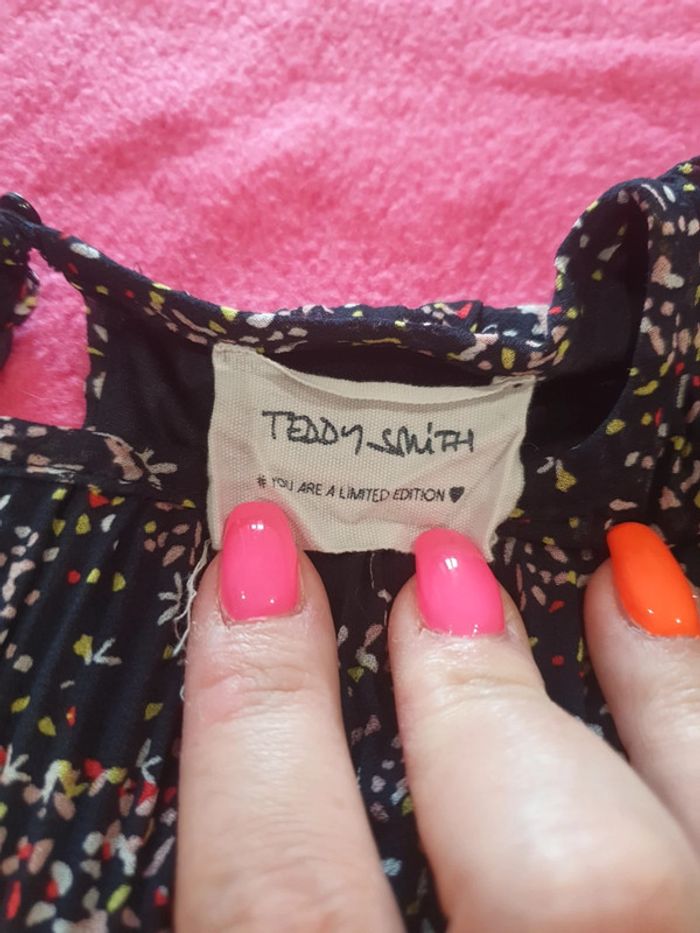 TEDDY SMITH
# YOU ARE A LIMITED EDITION ♥